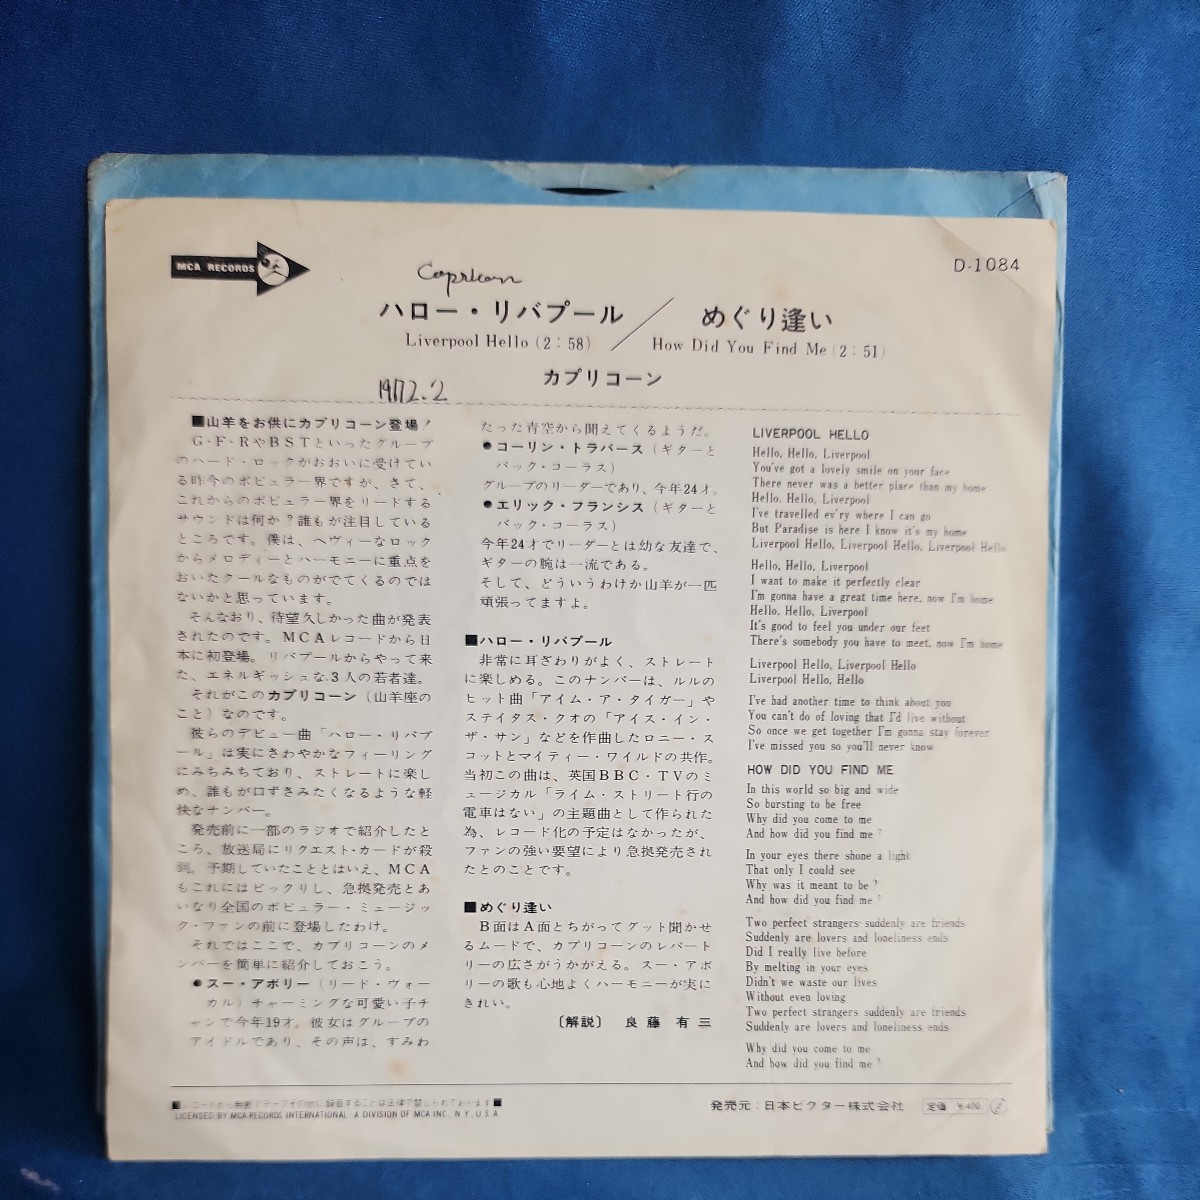 MCA RECORDS
D-1084
Capricorn
ハロー・リバプール／めぐり逢い
Liverpool Hello (2:58) How Did You Find Me (2:51)
カプリコーン
1972.2
■山羊をお供にカプリコーン登場!
G・F・RやBSTといったグループ
のハード・ロックがおおいに受けてい
る昨今のポピュラー界ですが、さて、
これからのポピュラー界をリードする
サウンドは何か?誰もが注目している
ところです。僕は、ヘヴィーなロック
からメロディーとハーモニーに重点を
おいたクールなものがでてくるのでは
ないかと思っています。
そんなおり、待望久しかった曲が発表
されたのです。MCAレコードから日
本に初登場。リバプールからやって来
た、エネルギッシュな3人の若者達。
それがこのカプリコーン（山羊座の
こと）なのです。
彼らのデビュー曲「ハロー・リバプ
ール」は実にさわやかなフィーリング
にみちみちており、ストレートに楽し
め、誰もが口ずさみたくなるような軽
快なナンバー。
発売前に一部のラジオで紹介したと
ころ、放送局にリクエスト・カードが殺
到。予期していたこととはいえ、MCA
もこれにはビックリし、急拠発売とあ
いなり全国のポピュラー・ミュージッ
ク・ファンの前に登場したわけ。
それではここで、カプリコーンのメ
ンバーを簡単に紹介しておこう。
●スー・アボリー（リード・ヴォー
カル）チャーミングな可愛い子チ
ャンで今年19才。彼女はグループの
アイドルであり、その声は、すみわ
たった青空から聞えてくるようだ。
●コーリン・トラバース（ギターと
バック・コーラス）
グループのリーダーであり、今年24才。
●エリック・フランシス（ギターと
バック・コーラス）
今年24才でリーダーとは幼な友達で、
ギターの腕は一流である。
そして、どういうわけか山羊が一匹
頑張ってますよ。
■ハロー・リバプール
非常に耳ざわりがよく、ストレート
に楽しめる。このナンバーは、ルルの
ヒット曲「アイム・ア・タイガー」や
ステイタス・クオの「アイス・イン・
ザ・サン」などを作曲したロニー・ス
コットとマイティー・ワイルドの共作。
当初この曲は、英国BBC・TVのミ
ュージカル「ライム・ストリート行の
電車はない」の主題曲として作られた
為、レコード化の予定はなかったが、
ファンの強い要望により急拠発売され
たとのことです。
■めぐり逢い
B面はA面とちがってグット聞かせ
るムードで、カプリコーンのレパート
リーの広さがうかがえる。スー・アボ
リーの歌も心地よくハーモニーが実に
きれい。
〔解説〕 良藤有三
LIVERPOOL HELLO
Hello, Hello, Liverpool
You've got a lovely smile on your face
There never was a better place than my home
Hello, Hello, Liverpool
I've travelled ev'ry where I can go
But Paradise is here I know it's my home
Liverpool Hello, Liverpool Hello, Liverpool Hello
Hello, Hello, Liverpool
I want to make it perfectly clear
I'm gonna have a great time here, now I'm home
Hello, Hello, Liverpool
It's good to feel you under our feet
There's somebody you have to meet, now I'm home
Liverpool Hello, Liverpool Hello
Liverpool Hello, Hello
I've had another time to think about you
You can't do of loving that I'd live without
So once we get together I'm gonna stay forever
I've missed you so you'll never know
HOW DID YOU FIND ME
In this world so big and wide
So bursting to be free
Why did you come to me
And how did you find me?
In your eyes there shone a light
That only I could see
Why was it meant to be?
And how did you find me?
Two perfect strangers suddenly are friends
Suddenly are lovers and loneliness ends
Did I really live before
By melting in your eyes
Didn't we waste our lives
Without even loving
Two perfect strangers suddenly are friends
Suddenly are lovers and loneliness ends
Why did you come to me
And how did you find me?
■レコードから無断でテープその他に録音することは法律で禁じられております■
LICENSED BY MCA RECORDS INTERNATIONAL. A DIVISION OF MCA INC., N.Y., U.S.A.
発売元:日本ビクター株式会社 定価 ¥400